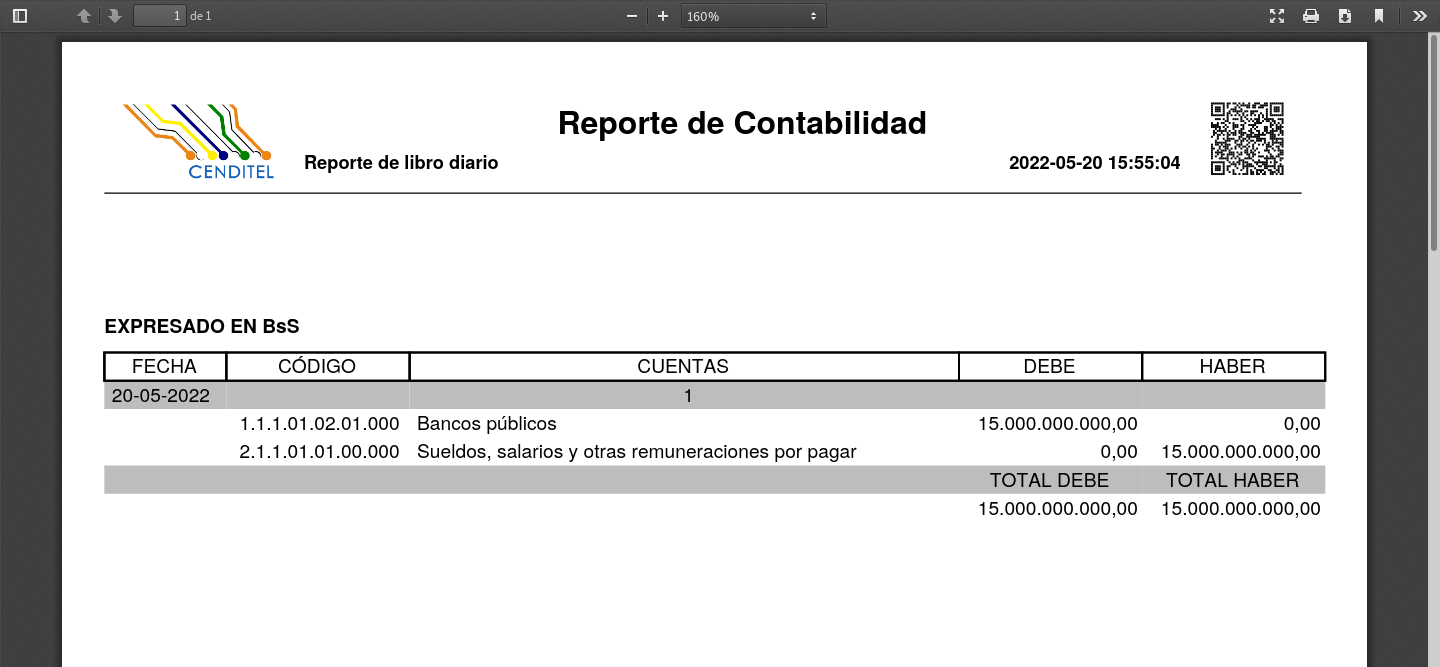 1 de 1 160%
Reporte de Contabilidad
CENDITEL Reporte de libro diario 2022-05-20 15:55:04
EXPRESADO EN BsS
FECHA CÓDIGO CUENTAS DEBE HABER
20-05-2022 1
1.1.1.01.02.01.000 Bancos públicos 15.000.000.000,00 0,00
2.1.1.01.01.00.000 Sueldos, salarios y otras remuneraciones por pagar 0,00 15.000.000.000,00
TOTAL DEBE TOTAL HABER
15.000.000.000,00 15.000.000.000,00